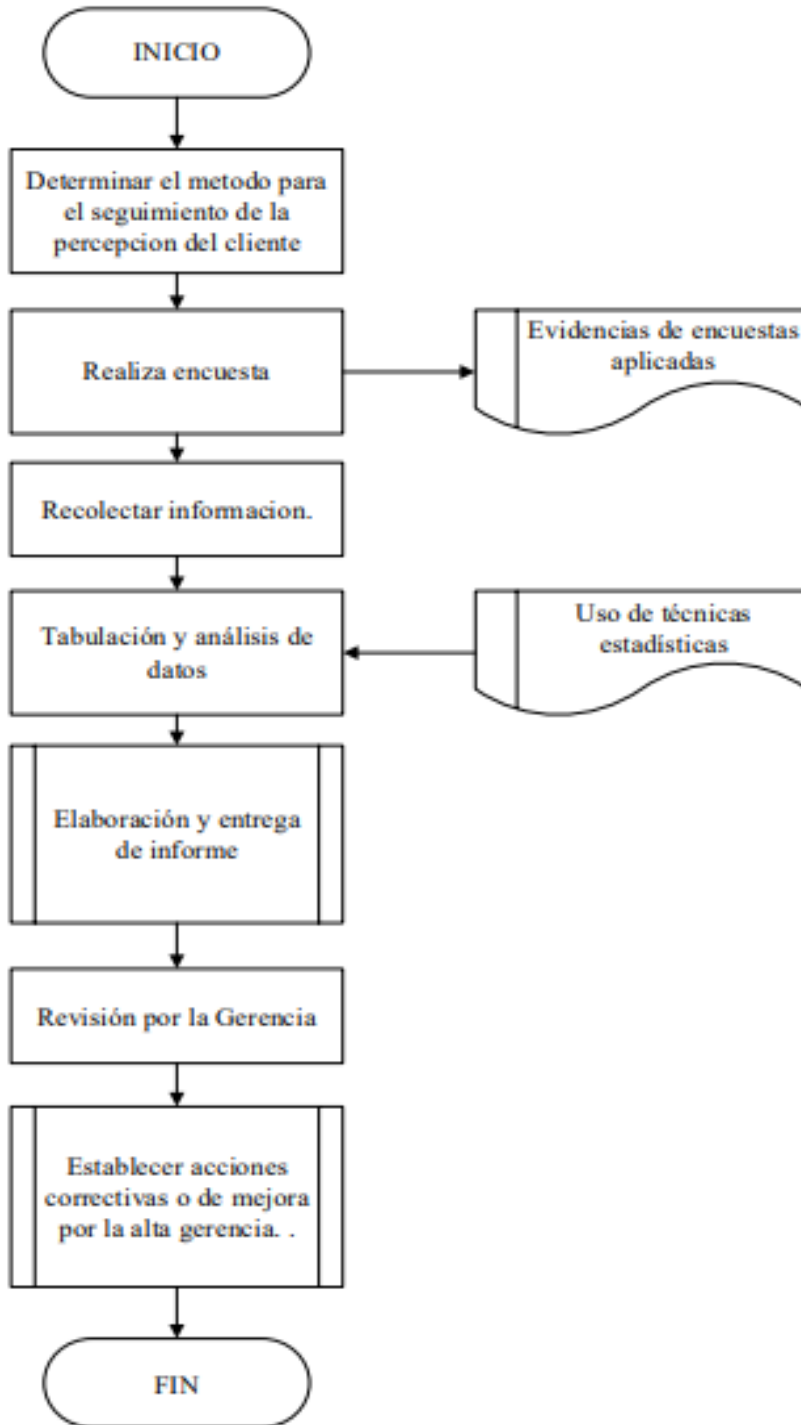 INICIO
Determinar el metodo para
el seguimiento de la
percepcion del cliente
Realiza encuesta
Evidencias de encuestas
aplicadas
Recolectar informacion.
Tabulación y análisis de
datos
Uso de técnicas
estadísticas
Elaboración y entrega
de informe
Revisión por la Gerencia
Establecer acciones
correctivas o de mejora
por la alta gerencia. .
FIN